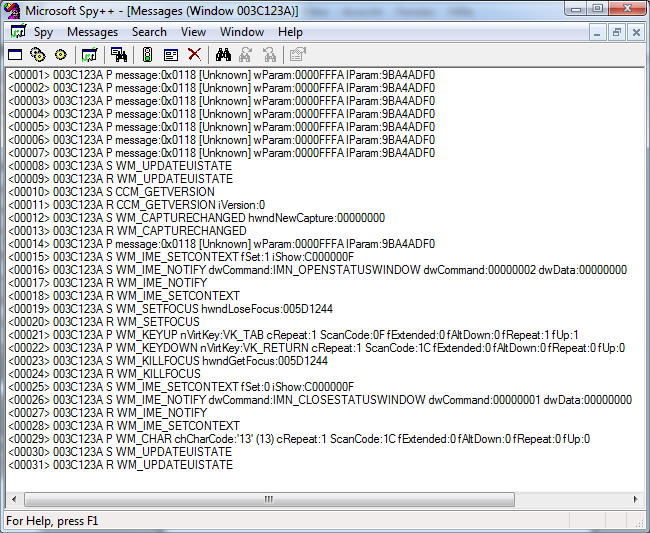 Microsoft Spy++ - [Messages (Window 003C123A)]
Spy Messages Search View Window Help
<00001> 003C123A P message:0x0118 [Unknown] wParam:0000FFFA lParam:9BA4ADF0
<00002> 003C123A P message:0x0118 [Unknown] wParam:0000FFFA lParam:9BA4ADF0
<00003> 003C123A P message:0x0118 [Unknown] wParam:0000FFFA lParam:9BA4ADF0
<00004> 003C123A P message:0x0118 [Unknown] wParam:0000FFFA lParam:9BA4ADF0
<00005> 003C123A P message:0x0118 [Unknown] wParam:0000FFFA lParam:9BA4ADF0
<00006> 003C123A P message:0x0118 [Unknown] wParam:0000FFFA lParam:9BA4ADF0
<00007> 003C123A P message:0x0118 [Unknown] wParam:0000FFFA lParam:9BA4ADF0
<00008> 003C123A S WM_UPDATEUISTATE
<00009> 003C123A R WM_UPDATEUISTATE
<00010> 003C123A S CCM_GETVERSION
<00011> 003C123A R CCM_GETVERSION iVersion:0
<00012> 003C123A S WM_CAPTURECHANGED hwndNewCapture:00000000
<00013> 003C123A R WM_CAPTURECHANGED
<00014> 003C123A P message:0x0118 [Unknown] wParam:0000FFFA lParam:9BA4ADF0
<00015> 003C123A S WM_IME_SETCONTEXT fSet:1 iShow:C000000F
<00016> 003C123A S WM_IME_NOTIFY dwCommand:IMN_OPENSTATUSWINDOW dwCommand:00000002 dwData:00000000
<00017> 003C123A R WM_IME_NOTIFY
<00018> 003C123A R WM_IME_SETCONTEXT
<00019> 003C123A S WM_SETFOCUS hwndLoseFocus:005D1244
<00020> 003C123A R WM_SETFOCUS
<00021> 003C123A P WM_KEYUP nVirtKey:VK_TAB cRepeat:1 ScanCode:0F fExtended:0 fAltDown:0 fRepeat:1 fUp:1
<00022> 003C123A P WM_KEYDOWN nVirtKey:VK_RETURN cRepeat:1 ScanCode:1C fExtended:0 fAltDown:0 fRepeat:0 fUp:0
<00023> 003C123A S WM_KILLFOCUS hwndGetFocus:005D1244
<00024> 003C123A R WM_KILLFOCUS
<00025> 003C123A S WM_IME_SETCONTEXT fSet:0 iShow:C000000F
<00026> 003C123A S WM_IME_NOTIFY dwCommand:IMN_CLOSESTATUSWINDOW dwCommand:00000001 dwData:00000000
<00027> 003C123A R WM_IME_NOTIFY
<00028> 003C123A R WM_IME_SETCONTEXT
<00029> 003C123A P WM_CHAR chCharCode:'13' (13) cRepeat:1 ScanCode:1C fExtended:0 fAltDown:0 fRepeat:0 fUp:0
<00030> 003C123A S WM_UPDATEUISTATE
<00031> 003C123A R WM_UPDATEUISTATE
For Help, press F1